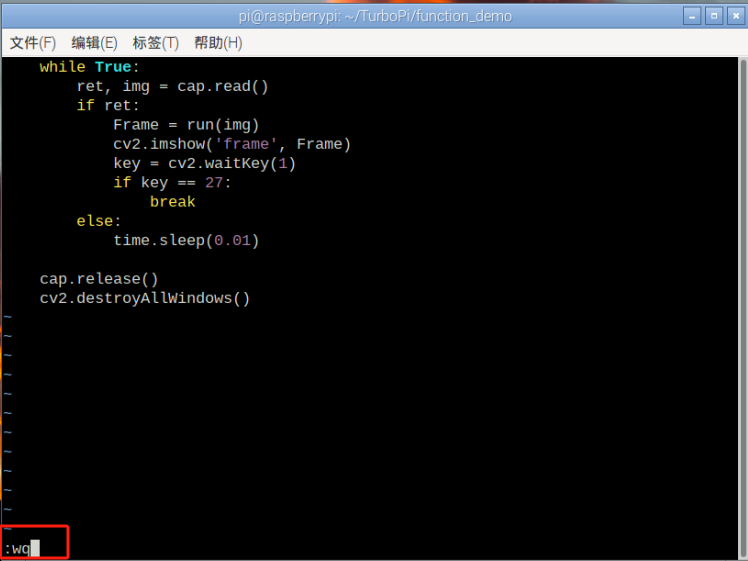 pi@raspberrypi: ~/TurboPi/function_demo
文件(F) 编辑(E) 标签(T) 帮助(H)
    while True:
        ret, img = cap.read()
        if ret:
            Frame = run(img)
            cv2.imshow('frame', Frame)
            key = cv2.waitKey(1)
            if key == 27:
                break
        else:
            time.sleep(0.01)

    cap.release()
    cv2.destroyAllWindows()
~
~
~
~
~
~
~
~
~
~
~
~
:wq